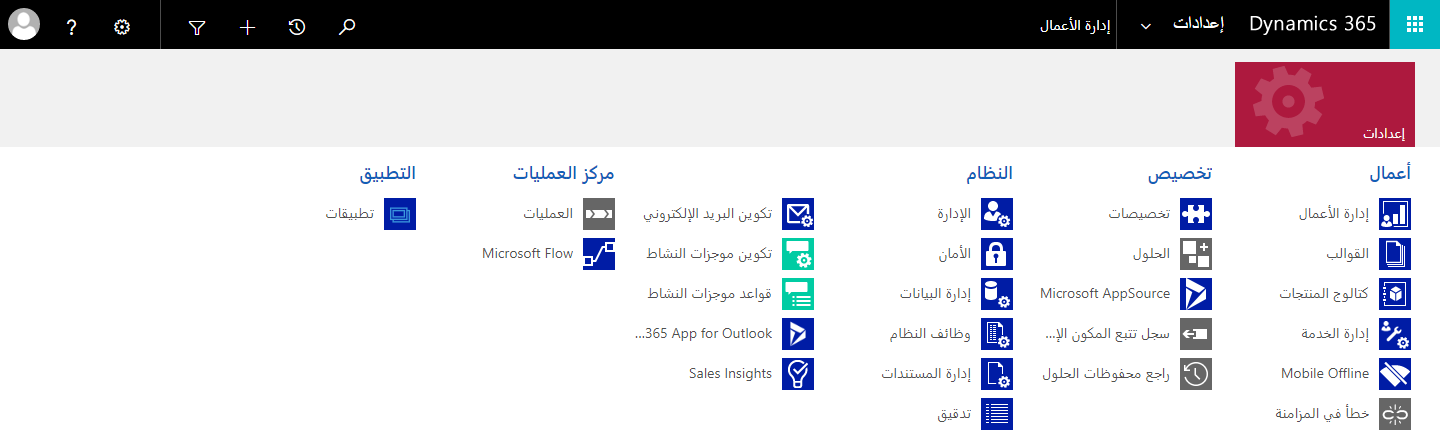 Dynamics 365
إعدادات
إدارة الأعمال
?
إعدادات
أعمال
إدارة الأعمال
القوالب
كتالوج المنتجات
إدارة الخدمة
Mobile Offline
خطأ في المزامنة
تخصيص
تخصيصات
الحلول
Microsoft AppSource
سجل تتبع المكون الإ...
راجع محفوظات الحلول
النظام
الإدارة
الأمان
إدارة البيانات
وظائف النظام
إدارة المستندات
تدقيق
تكوين البريد الإلكتروني
تكوين موجزات النشاط
قواعد موجزات النشاط
...365 App for Outlook
Sales Insights
مركز العمليات
العمليات
Microsoft Flow
التطبيق
تطبيقات